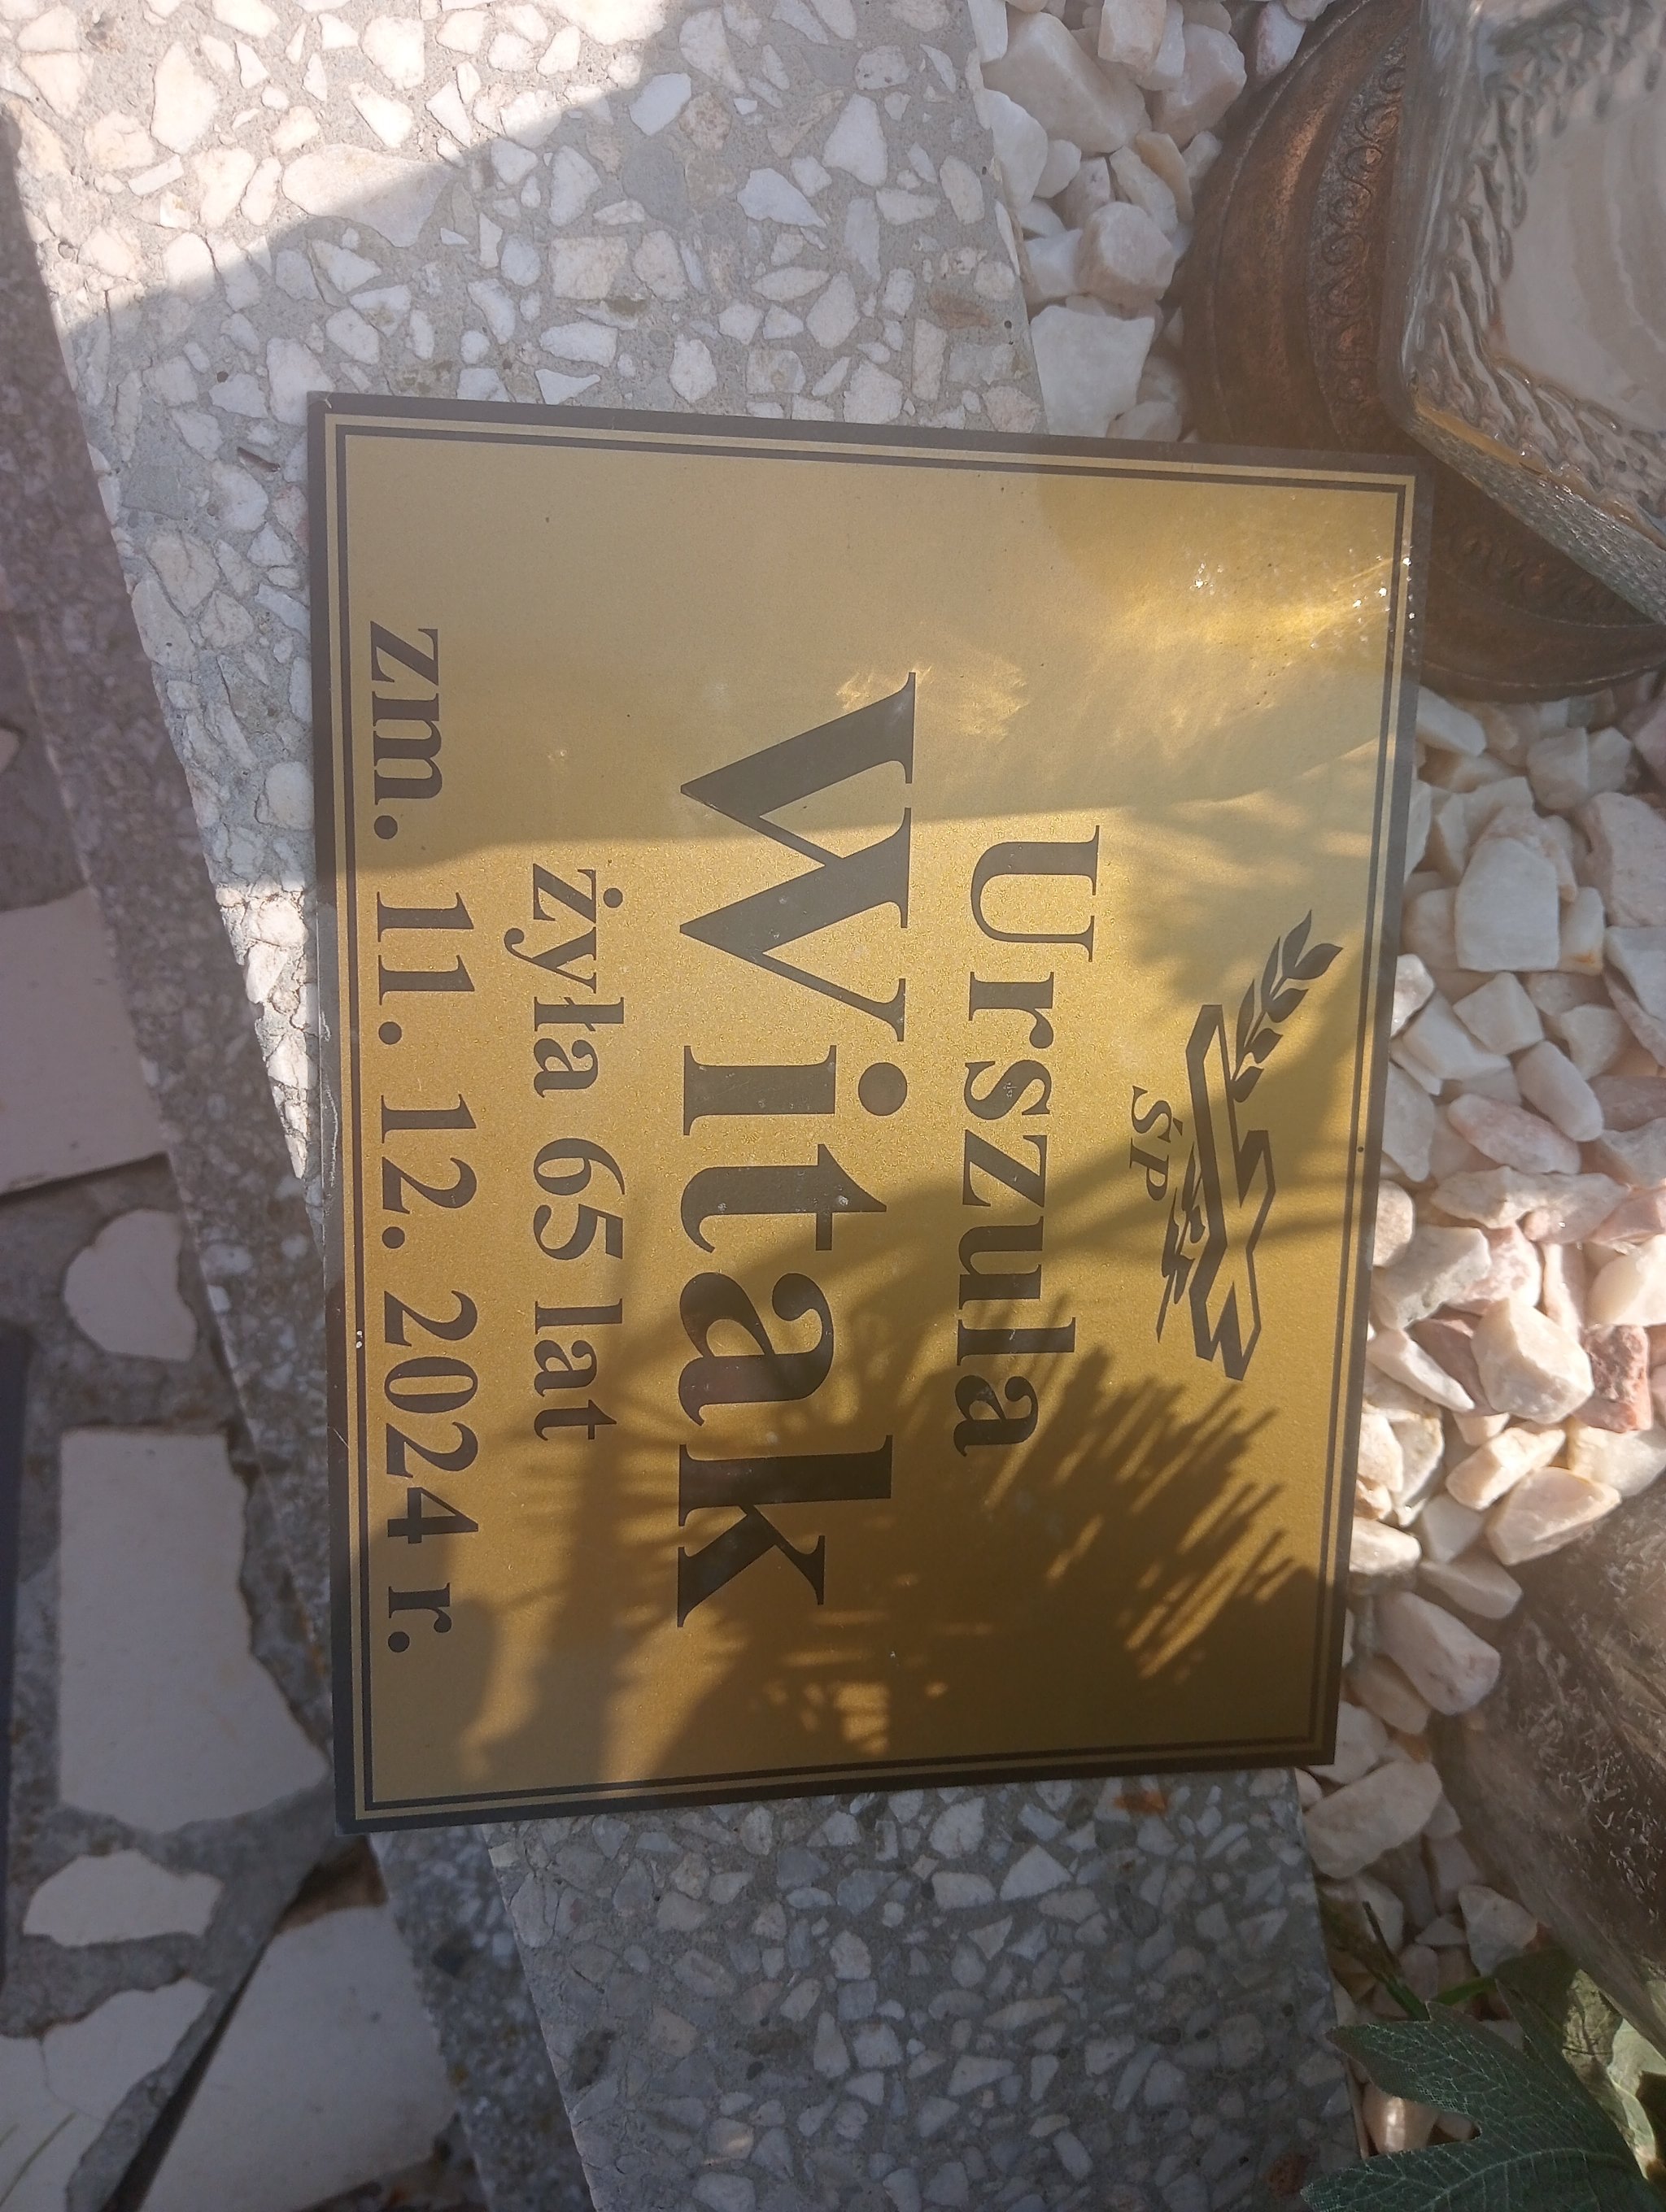 ŚP
Urszula
Witak
żyła 65 lat
zm. 11. 12. 2024 r.